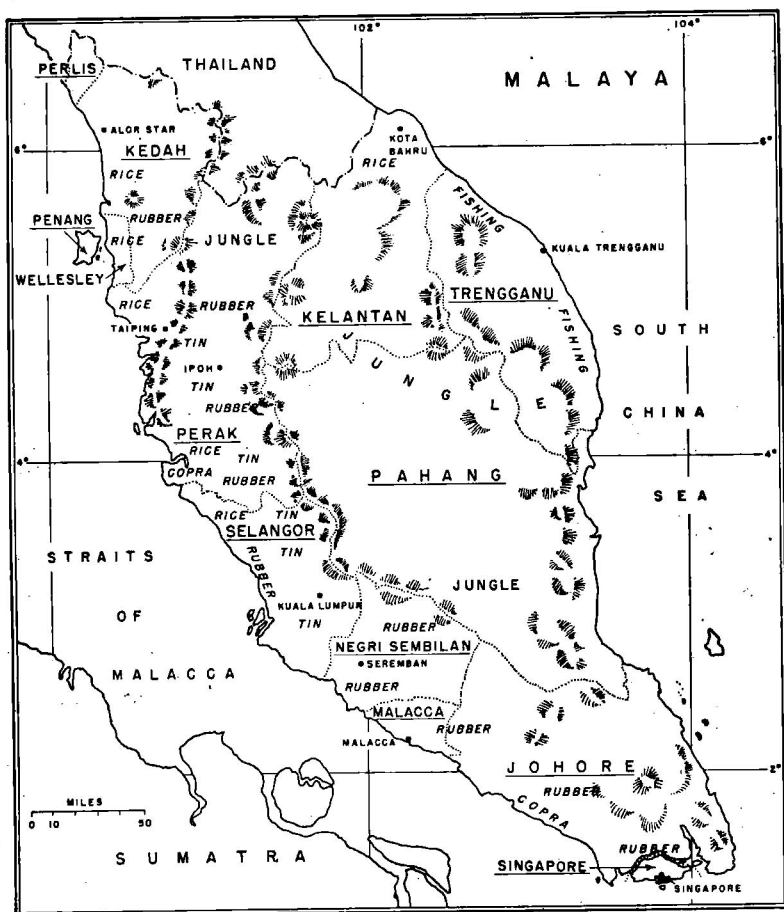 102°
104°
MALAYA
THAILAND
PERLIS
ALOR STAR
KOTA
BAHRU
6°
6°
KEDAH
RICE
RICE
FISHING
PENANG
RUBBER
RICE
JUNGLE
KUALA TRENGGANU
WELLESLEY
TRENGGANU
RICE
RUBBER
KELANTAN
TAIPING
TIN
FISHING
SOUTH
JUNGLE
IPOH
TIN
RUBBER
CHINA
PERAK
RICE
TIN
4°
4°
COPRA
RUBBER
PAHANG
SEA
RICE
TIN
SELANGOR
TIN
STRAITS
RUBBER
JUNGLE
OF
KUALA LUMPUR
TIN
RUBBER
NEGRI SEMBILAN
SEREMBAN
MALACCA
RUBBER
MALACCA
RUBBER
MALACCA
JOHORE
2°
RUBBER
MILES
0 10 50
COPRA
RUBBER
SUMATRA
SINGAPORE
SINGAPORE